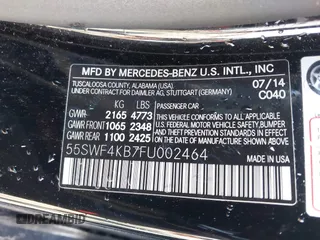 MFD BY MERCEDES-BENZ U.S. INTL., INC
TUSCALOOSA COUNTY, ALABAMA (USA)
UNDER CONTRACT FOR DAIMLER AG, STUTTGART (GERMANY)
07/14
C040
KG LBS PASSENGER CAR
GVWR 2165 4773
GAWR FRONT 1065 2348
GAWR REAR 1100 2425
THIS VEHICLE CONFORMS TO ALL
APPLICABLE U.S. FEDERAL MOTOR
VEHICLE SAFETY, BUMPER, AND
THEFT PREVENTION STANDARDS
IN EFFECT ON THE DATE OF
MANUFACTURE SHOWN ABOVE.
55SWF4KB7FU002464
MADE IN USA